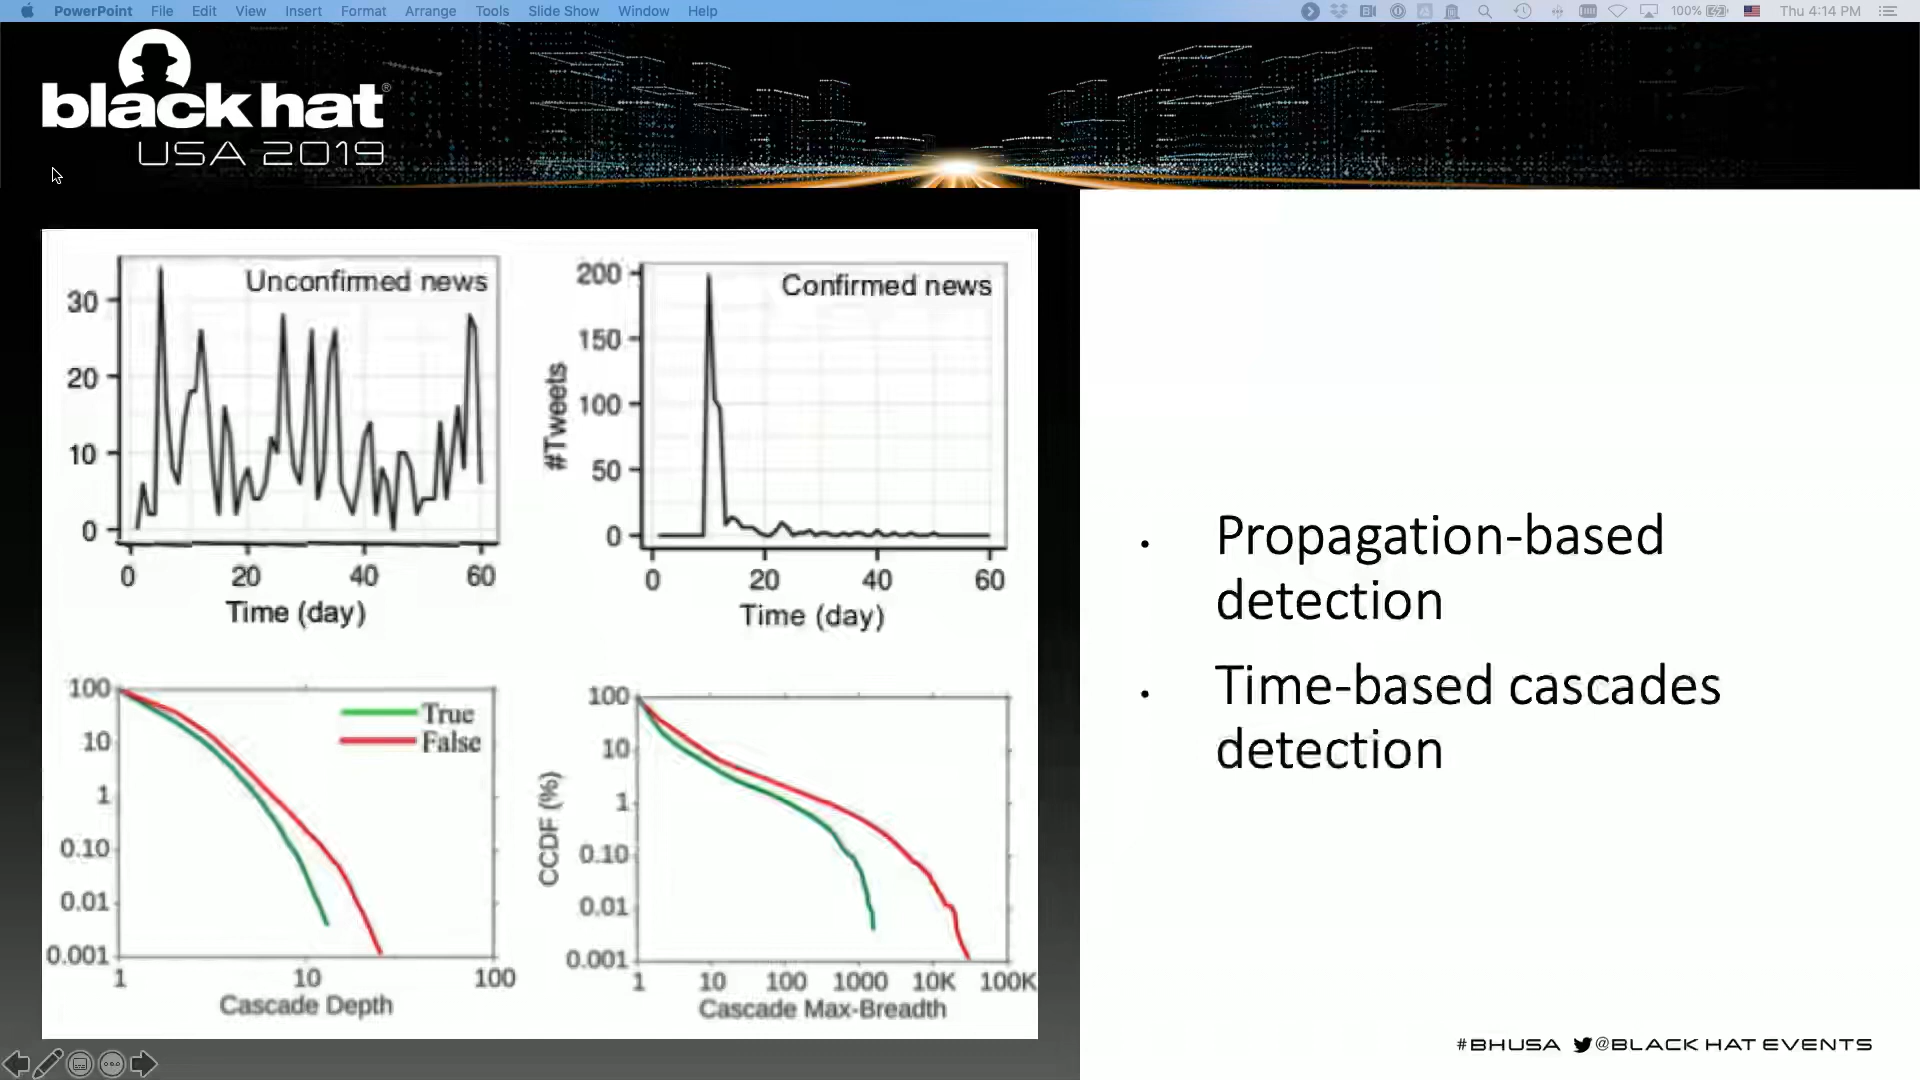 PowerPoint File Edit View Insert Format Arrange Tools Slide Show Window Help 100% Thu 4:14 PM
black hat®
USA 2019
Unconfirmed news
30
20
10
0
0 20 40 60
Time (day)
Confirmed news
#Tweets
200
150
100
50
0
0 20 40 60
Time (day)
True
False
100
10
1
0.10
0.01
0.001
1 10 100
Cascade Depth
CCDF (%)
100
10
1
0.10
0.01
0.001
1 10 100 1000 10K 100K
Cascade Max-Breadth
• Propagation-based
detection
• Time-based cascades
detection
#BHUSA @BLACK HAT EVENTS